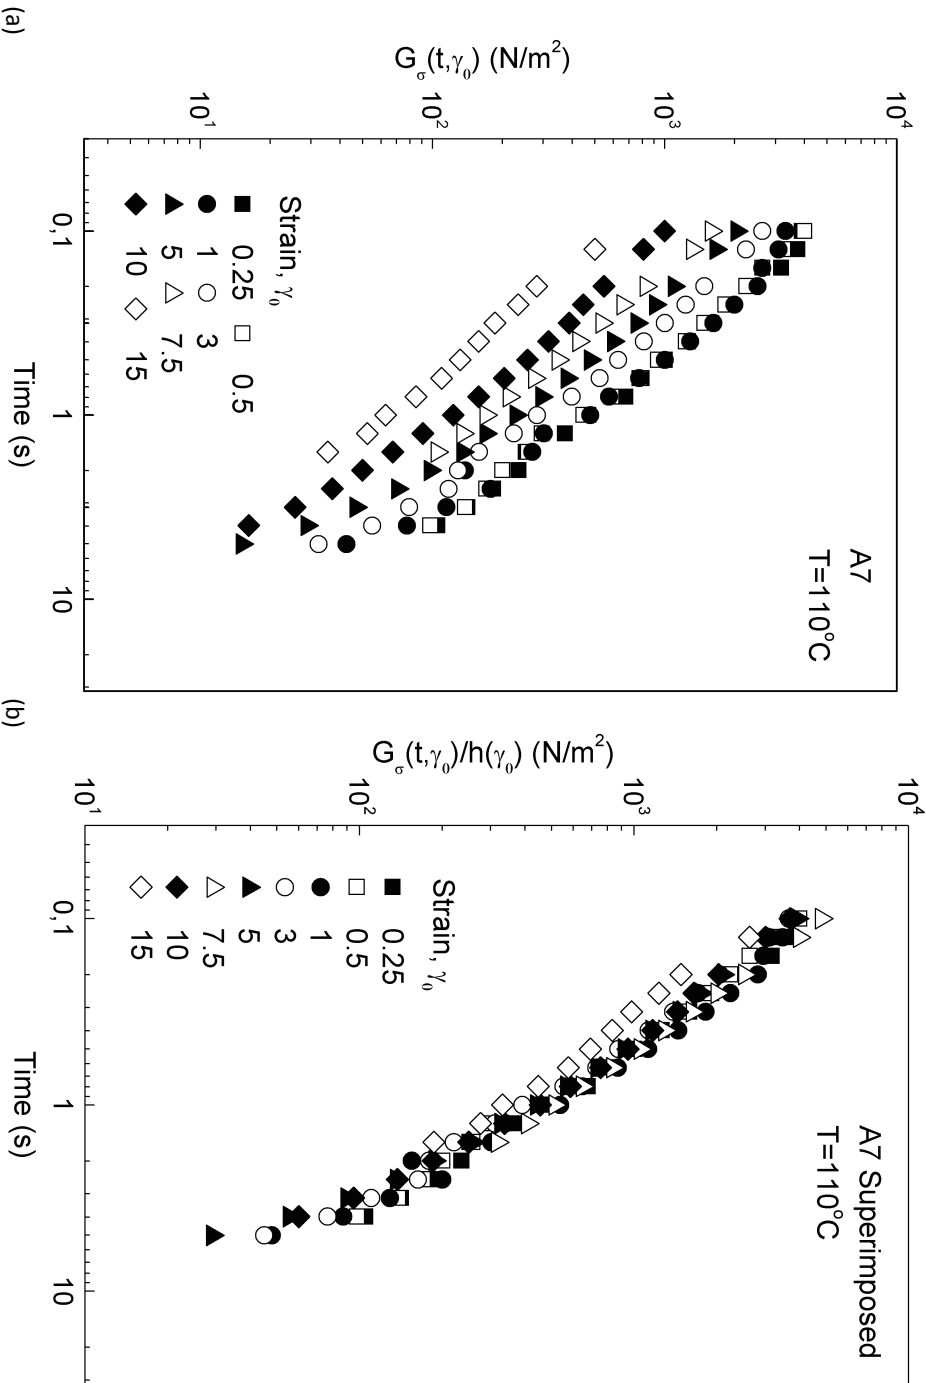 (a)
G_σ(t,γ_0) (N/m^2)
10^4
10^3
10^2
10^1
A7
T=110°C
Strain, γ_0
0.25 0.5
1 3
5 7.5
10 15
0,1 1 10
Time (s)
(b)
G_σ(t,γ_0)/h(γ_0) (N/m^2)
10^4
10^3
10^2
10^1
A7 Superimposed
T=110°C
Strain, γ_0
0.25
0.5
1
3
5
7.5
10
15
0,1 1 10
Time (s)